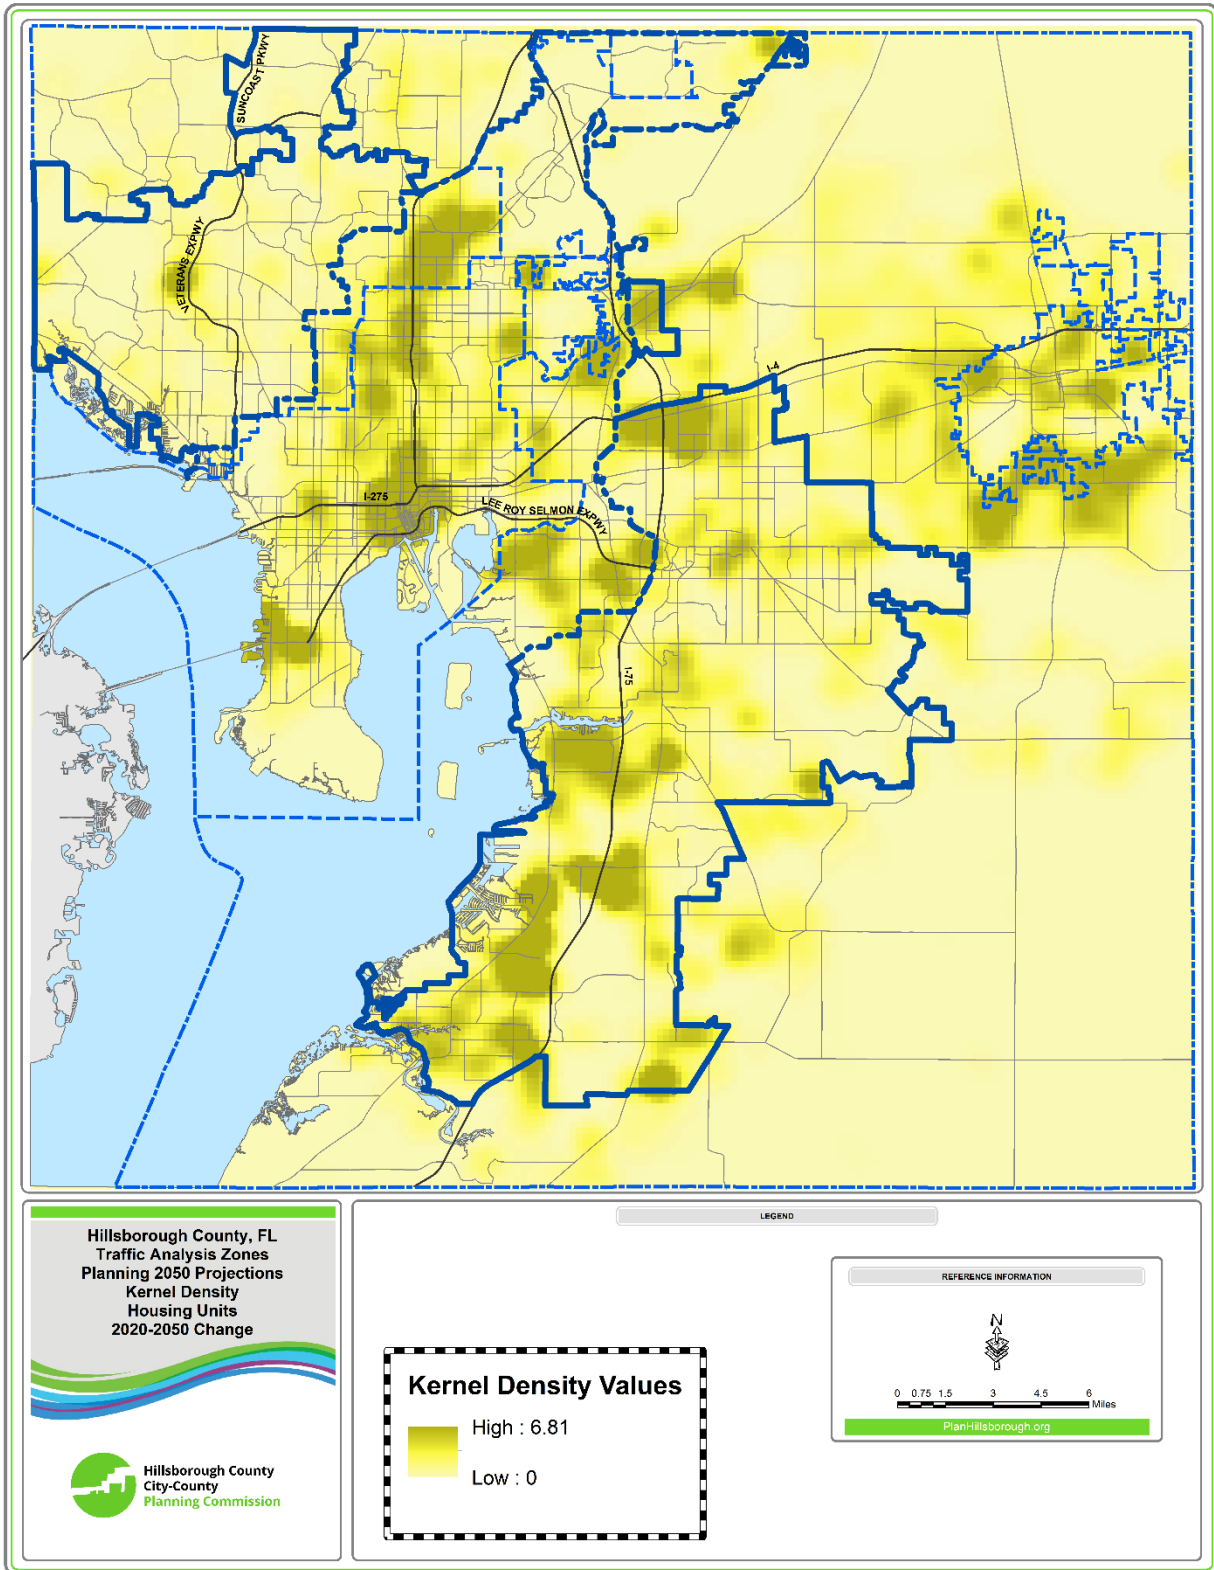 SUNCOAST PKWY
VETERANS EXPWY
I-4
I-275
LEE ROY SELMON EXPWY
I-75
Hillsborough County, FL
Traffic Analysis Zones
Planning 2050 Projections
Kernel Density
Housing Units
2020-2050 Change
Hillsborough County
City-County
Planning Commission
LEGEND
Kernel Density Values
High : 6.81
Low : 0
REFERENCE INFORMATION
N
0 0.75 1.5 3 4.5 6
Miles
PlanHillsborough.org